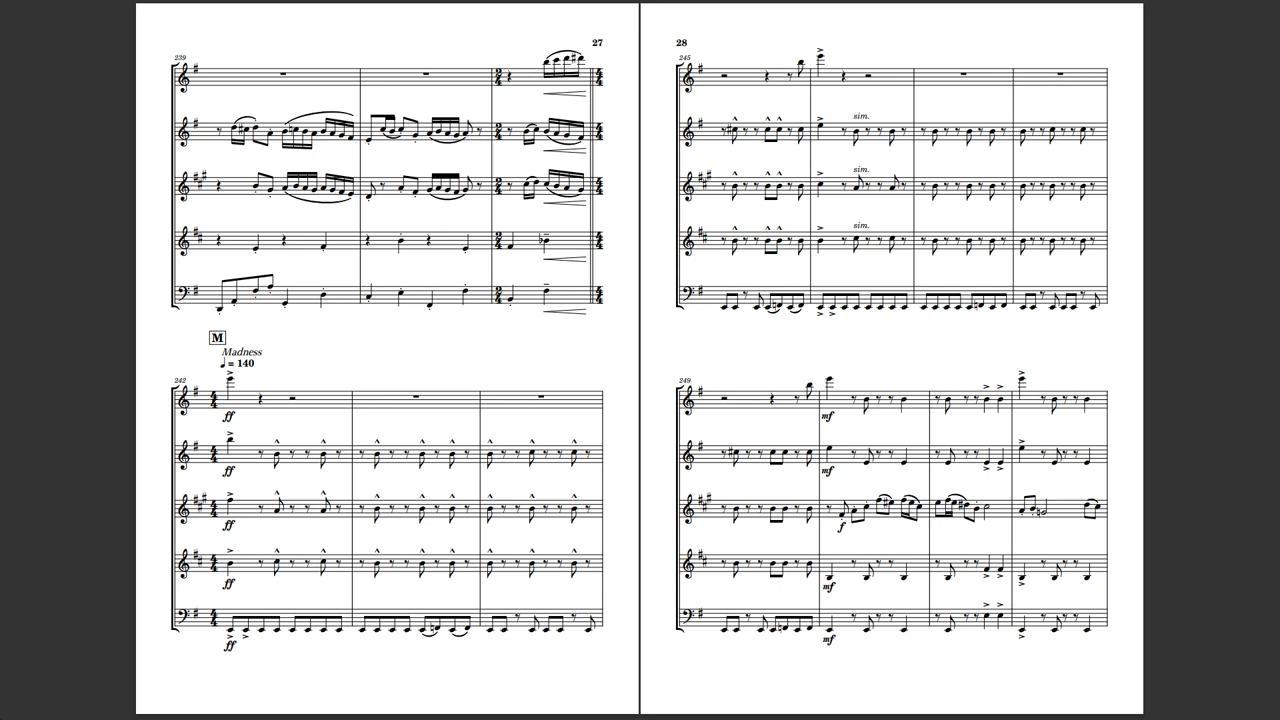 27
239
M
Madness
= 140
242
ff
ff
ff
ff
ff
28
245
sim.
sim.
sim.
249
mf
mf
f
mf
mf